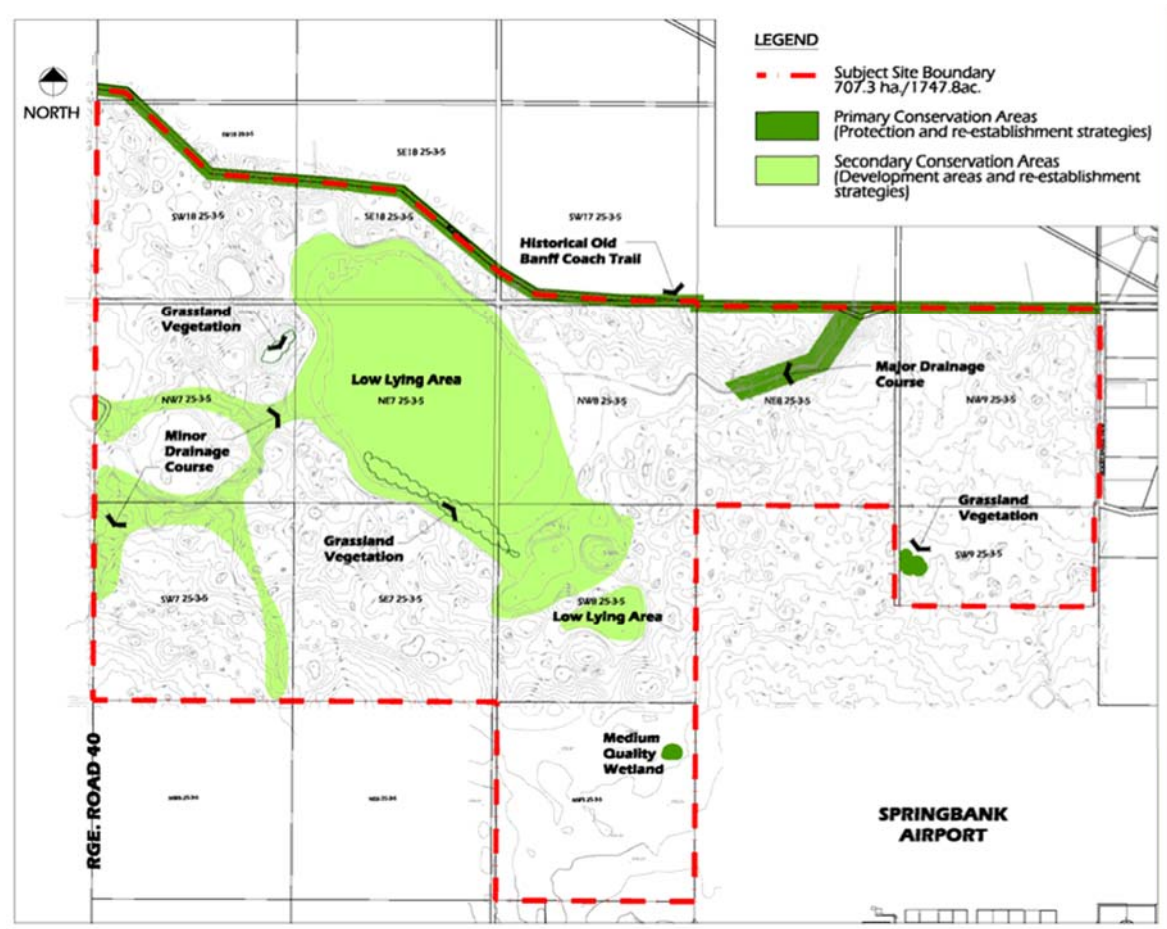 LEGEND
Subject Site Boundary
707.3 ha./1747.8ac.
Primary Conservation Areas
(Protection and re-establishment strategies)
Secondary Conservation Areas
(Development areas and re-establishment
strategies)
NORTH
SE18 25-3-5
SW18 25-3-5
SE18 25-3-5
SW17 25-3-5
Historical Old
Banff Coach Trail
Grassland
Vegetation
Low Lying Area
Major Drainage
Course
NW7 25-3-5
NE7 25-3-5
NW8 25-3-5
NE8 25-3-5
NW9 25-3-5
Minor
Drainage
Course
Grassland
Vegetation
Grassland
Vegetation
SW9 25-3-5
SW7 25-3-5
SE7 25-3-5
SW8 25-3-5
Low Lying Area
Medium
Quality
Wetland
RGE. ROAD 40
SPRINGBANK
AIRPORT